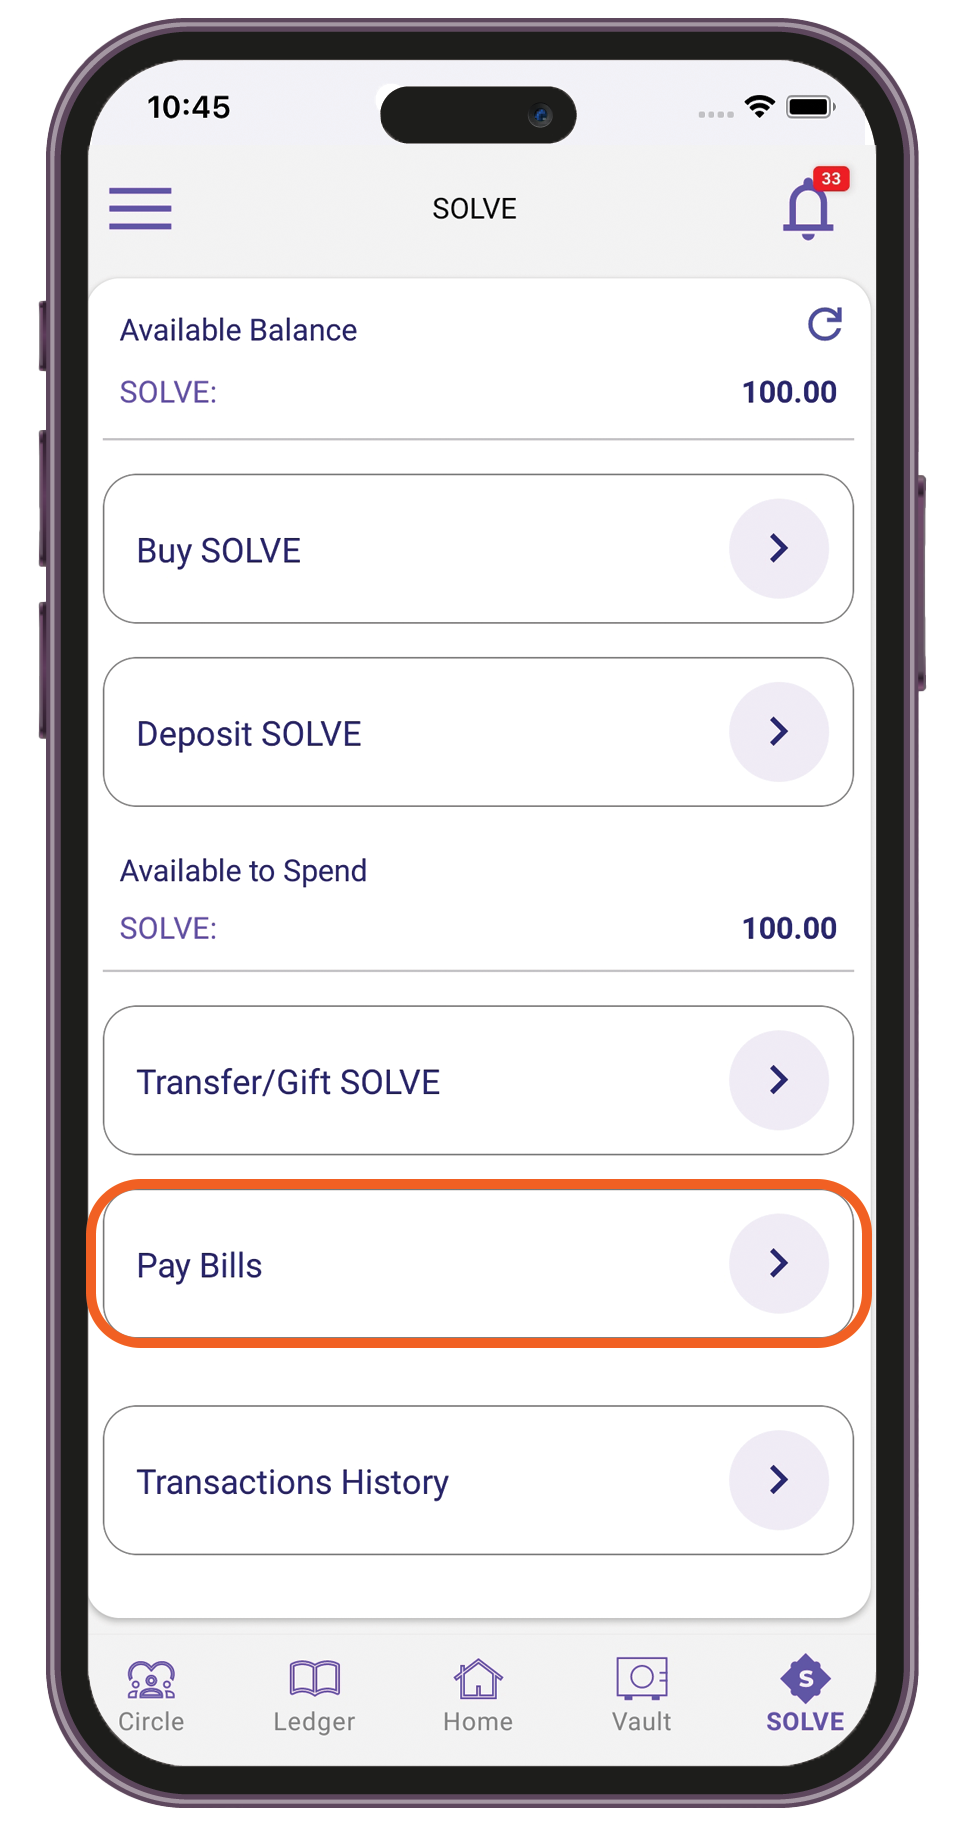 10:45
SOLVE
33
Available Balance
SOLVE: 100.00
Buy SOLVE
Deposit SOLVE
Available to Spend
SOLVE: 100.00
Transfer/Gift SOLVE
Pay Bills
Transactions History
S
Circle Ledger Home Vault SOLVE